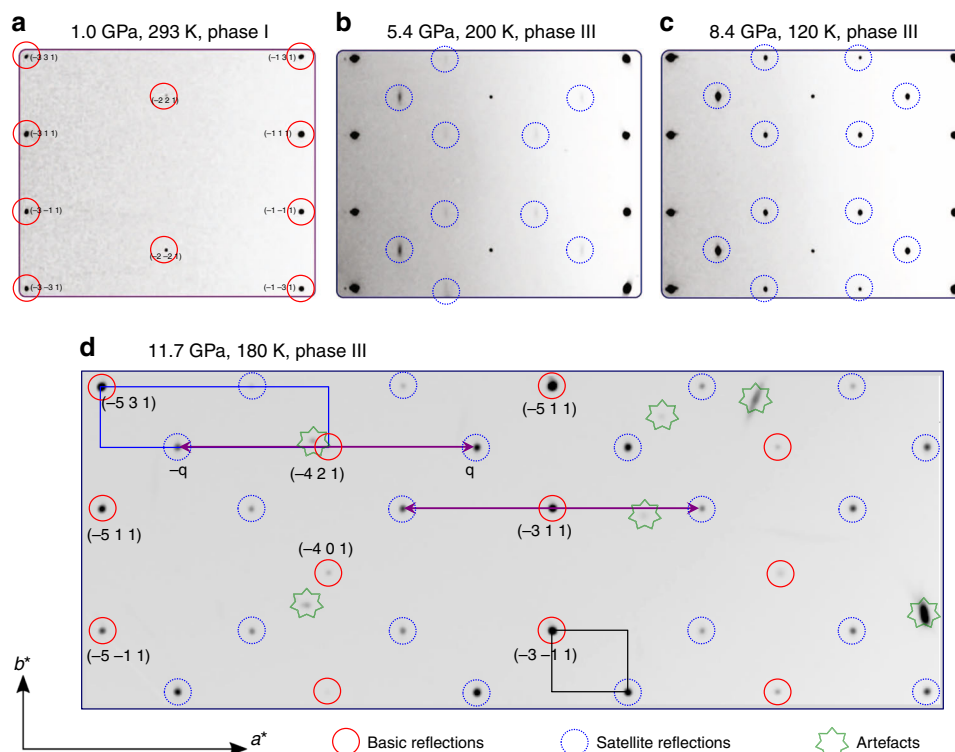 a 1.0 GPa, 293 K, phase I
(−3 3 1) (−1 3 1)
(−2 2 1)
(−3 1 1) (−1 1 1)
(−3 −1 1) (−1 −1 1)
(−2 −2 1)
(−3 −3 1) (−1 −3 1)
b 5.4 GPa, 200 K, phase III
c 8.4 GPa, 120 K, phase III
d 11.7 GPa, 180 K, phase III
(−5 3 1) (−5 1 1)
−q (−4 2 1) q
(−5 1 1) (−3 1 1)
(−4 0 1)
(−5 −1 1) (−3 −1 1)
b*
a*
Basic reflections Satellite reflections Artefacts